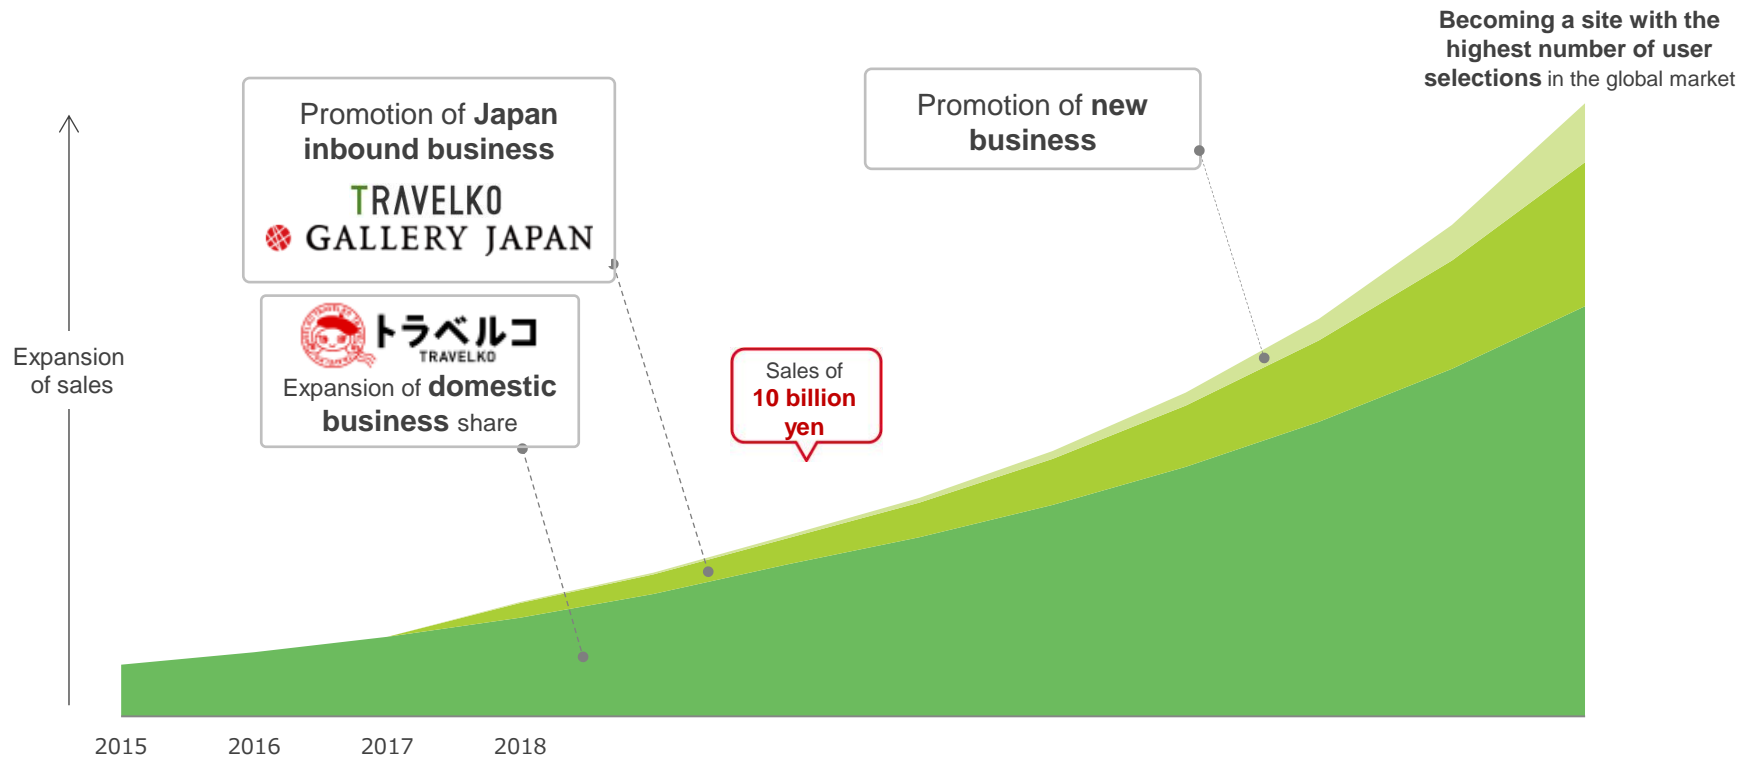 Becoming a site with the
highest number of user
selections in the global market
Promotion of Japan
inbound business
TRAVELKO
GALLERY JAPAN
Promotion of new
business
トラベルコ
TRAVELKO
Expansion of domestic
business share
Expansion
of sales
Sales of
10 billion
yen
2015
2016
2017
2018